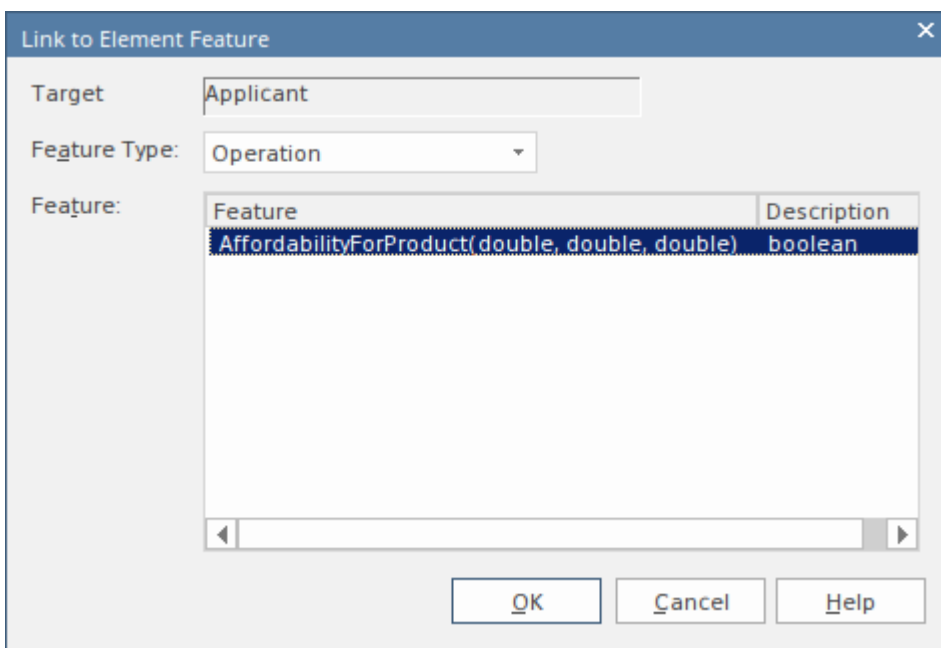 Link to Element Feature
Target Applicant
Feature Type: Operation
Feature:
Feature Description
AffordabilityForProduct(double, double, double) boolean
OK Cancel Help